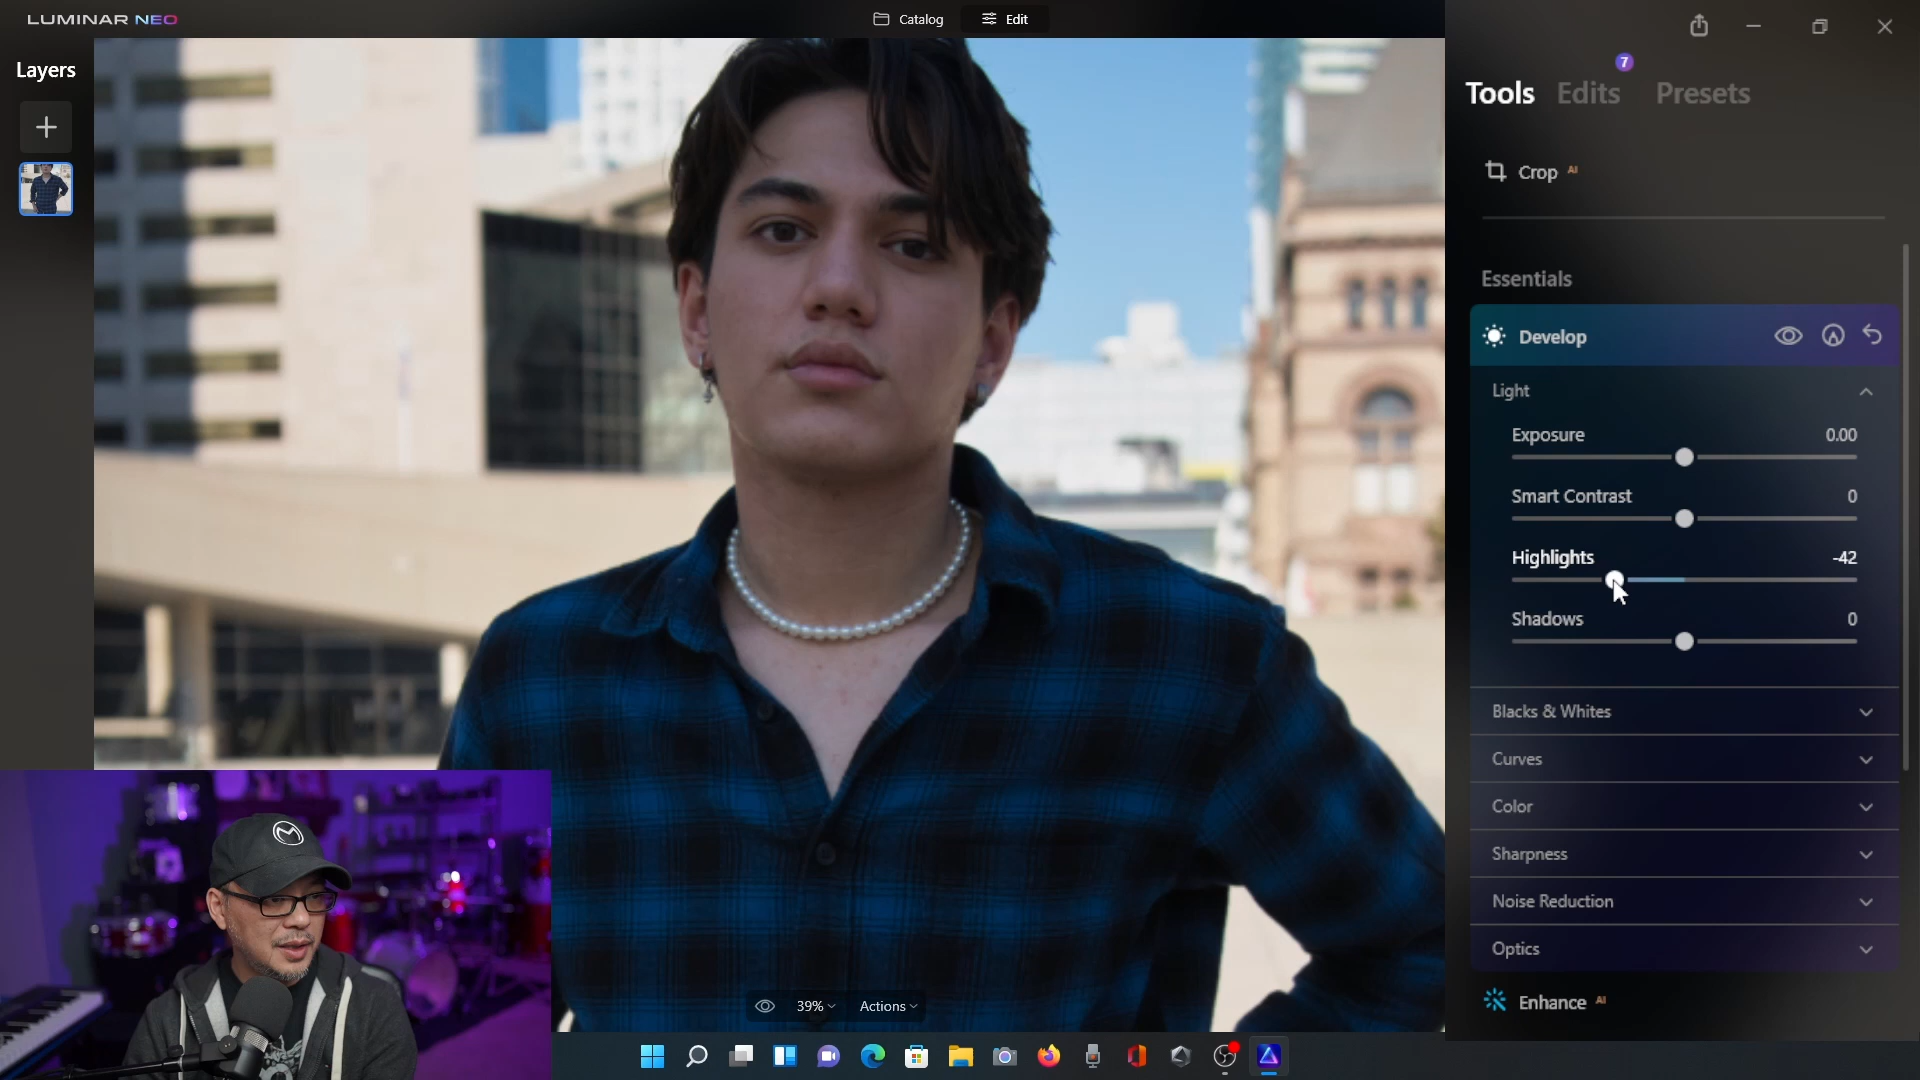 LUMINAR NEO
Catalog
Edit
Layers
7
Tools
Edits
Presets
Crop AI
Essentials
Develop
Light
Exposure 0.00
Smart Contrast 0
Highlights -42
Shadows 0
Blacks & Whites
Curves
Color
Sharpness
Noise Reduction
Optics
Enhance AI
39%
Actions